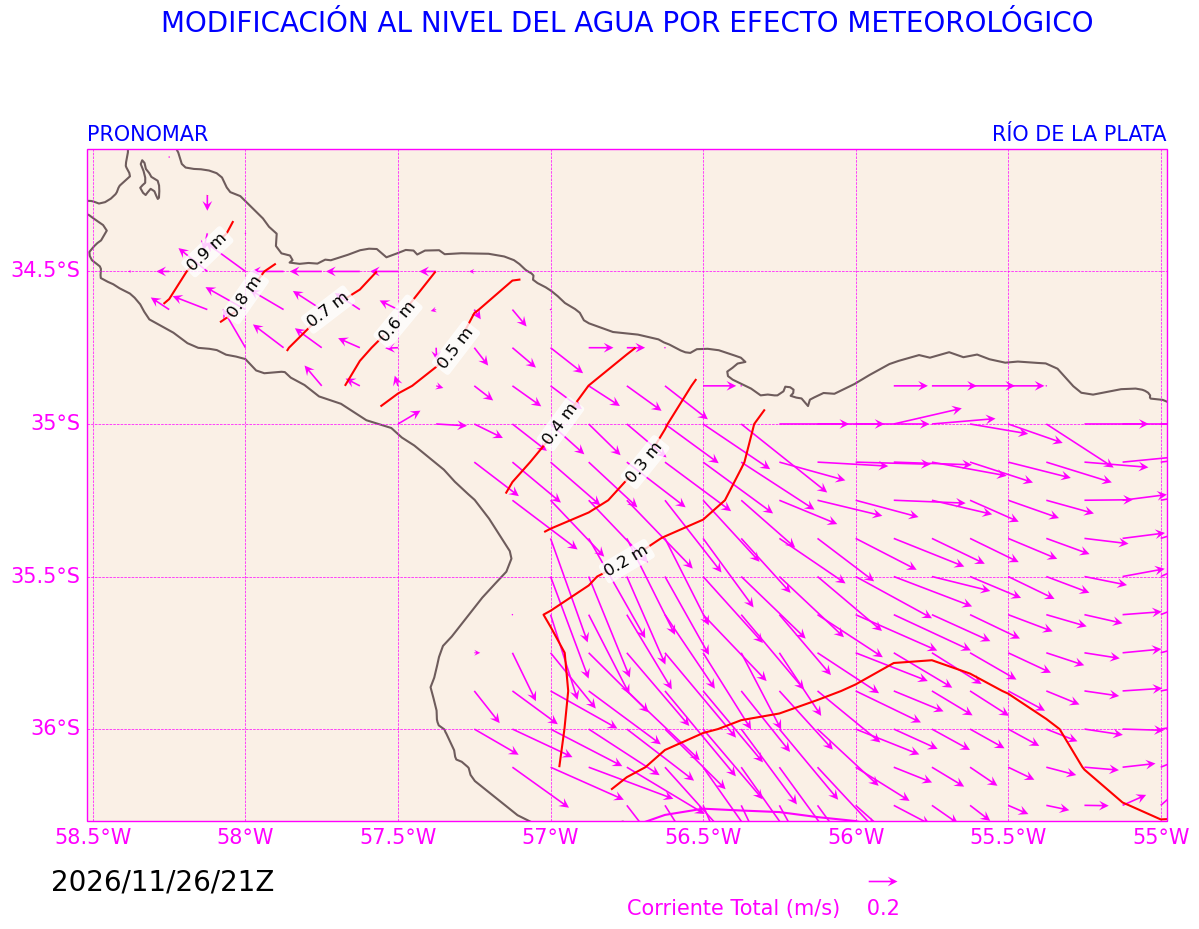 MODIFICACIÓN AL NIVEL DEL AGUA POR EFECTO METEOROLÓGICO
PRONOMAR
RÍO DE LA PLATA
0.9 m
0.8 m
0.7 m
0.6 m
0.5 m
0.4 m
0.3 m
0.2 m
34.5°S
35°S
35.5°S
36°S
58.5°W 58°W 57.5°W 57°W 56.5°W 56°W 55.5°W 55°W
2026/11/26/21Z
Corriente Total (m/s) 0.2